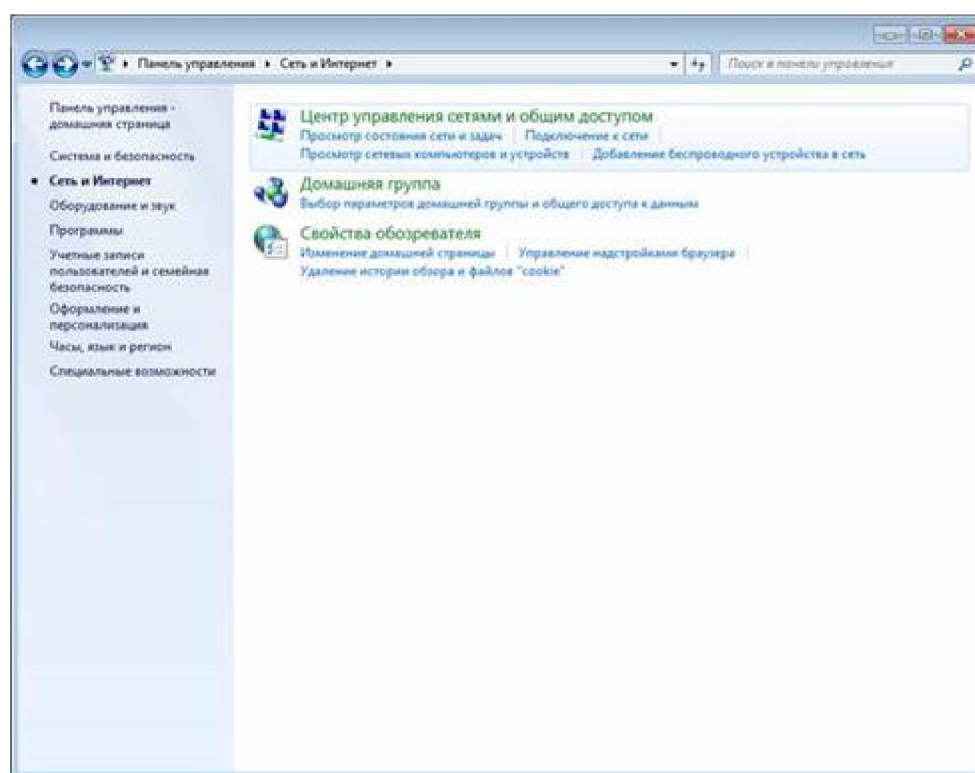 Панель управления ▸ Сеть и Интернет ▸
Поиск в панели управления
Панель управления -
домашняя страница
Система и безопасность
Сеть и Интернет
Оборудование и звук
Программы
Учетные записи
пользователей и семейная
безопасность
Оформление и
персонализация
Часы, язык и регион
Специальные возможности
Центр управления сетями и общим доступом
Просмотр состояния сети и задач | Подключение к сети
Просмотр сетевых компьютеров и устройств | Добавление беспроводного устройства в сеть
Домашняя группа
Выбор параметров домашней группы и общего доступа к данным
Свойства обозревателя
Изменение домашней страницы | Управление надстройками браузера
Удаление истории обзора и файлов "cookie"